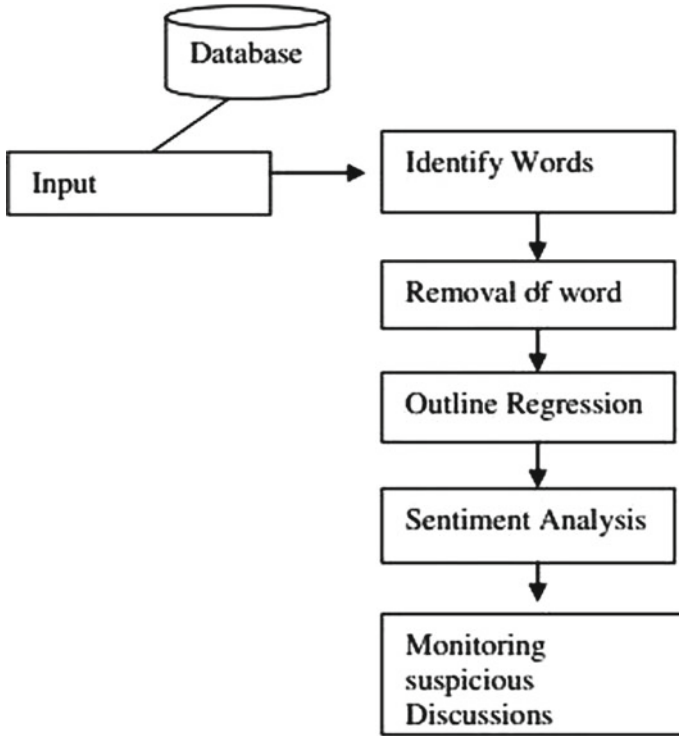 Database
Input
Identify Words
Removal of word
Outline Regression
Sentiment Analysis
Monitoring
suspicious
Discussions